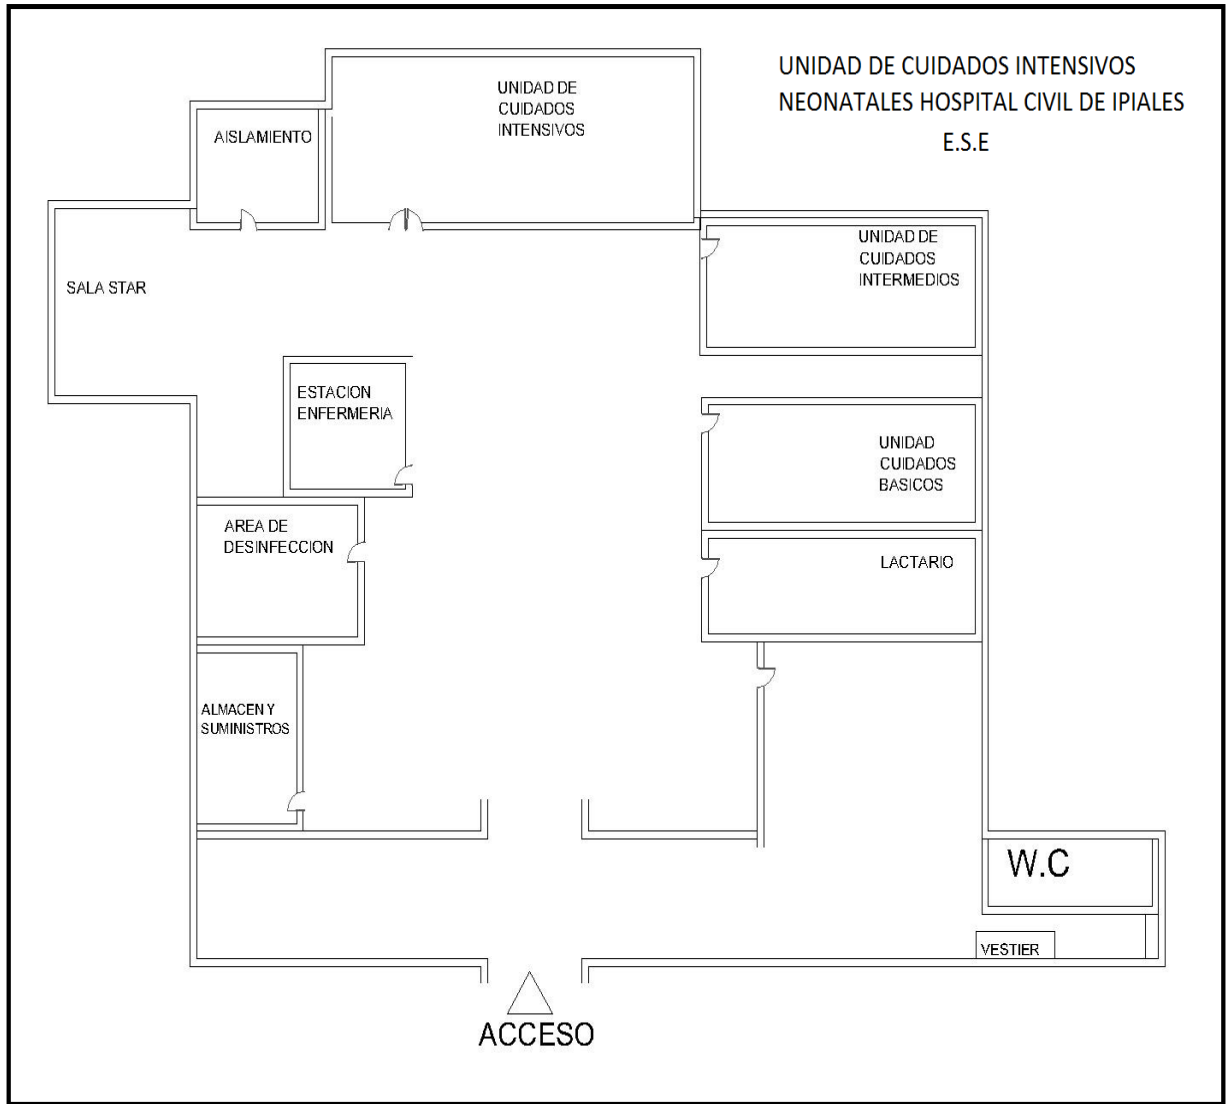 UNIDAD DE CUIDADOS INTENSIVOS
NEONATALES HOSPITAL CIVIL DE IPIALES
E.S.E
UNIDAD DE
CUIDADOS
INTENSIVOS
AISLAMIENTO
UNIDAD DE
CUIDADOS
INTERMEDIOS
SALA STAR
ESTACION
ENFERMERIA
UNIDAD
CUIDADOS
BASICOS
AREA DE
DESINFECCION
LACTARIO
ALMACEN Y
SUMINISTROS
W.C
VESTIER
ACCESO